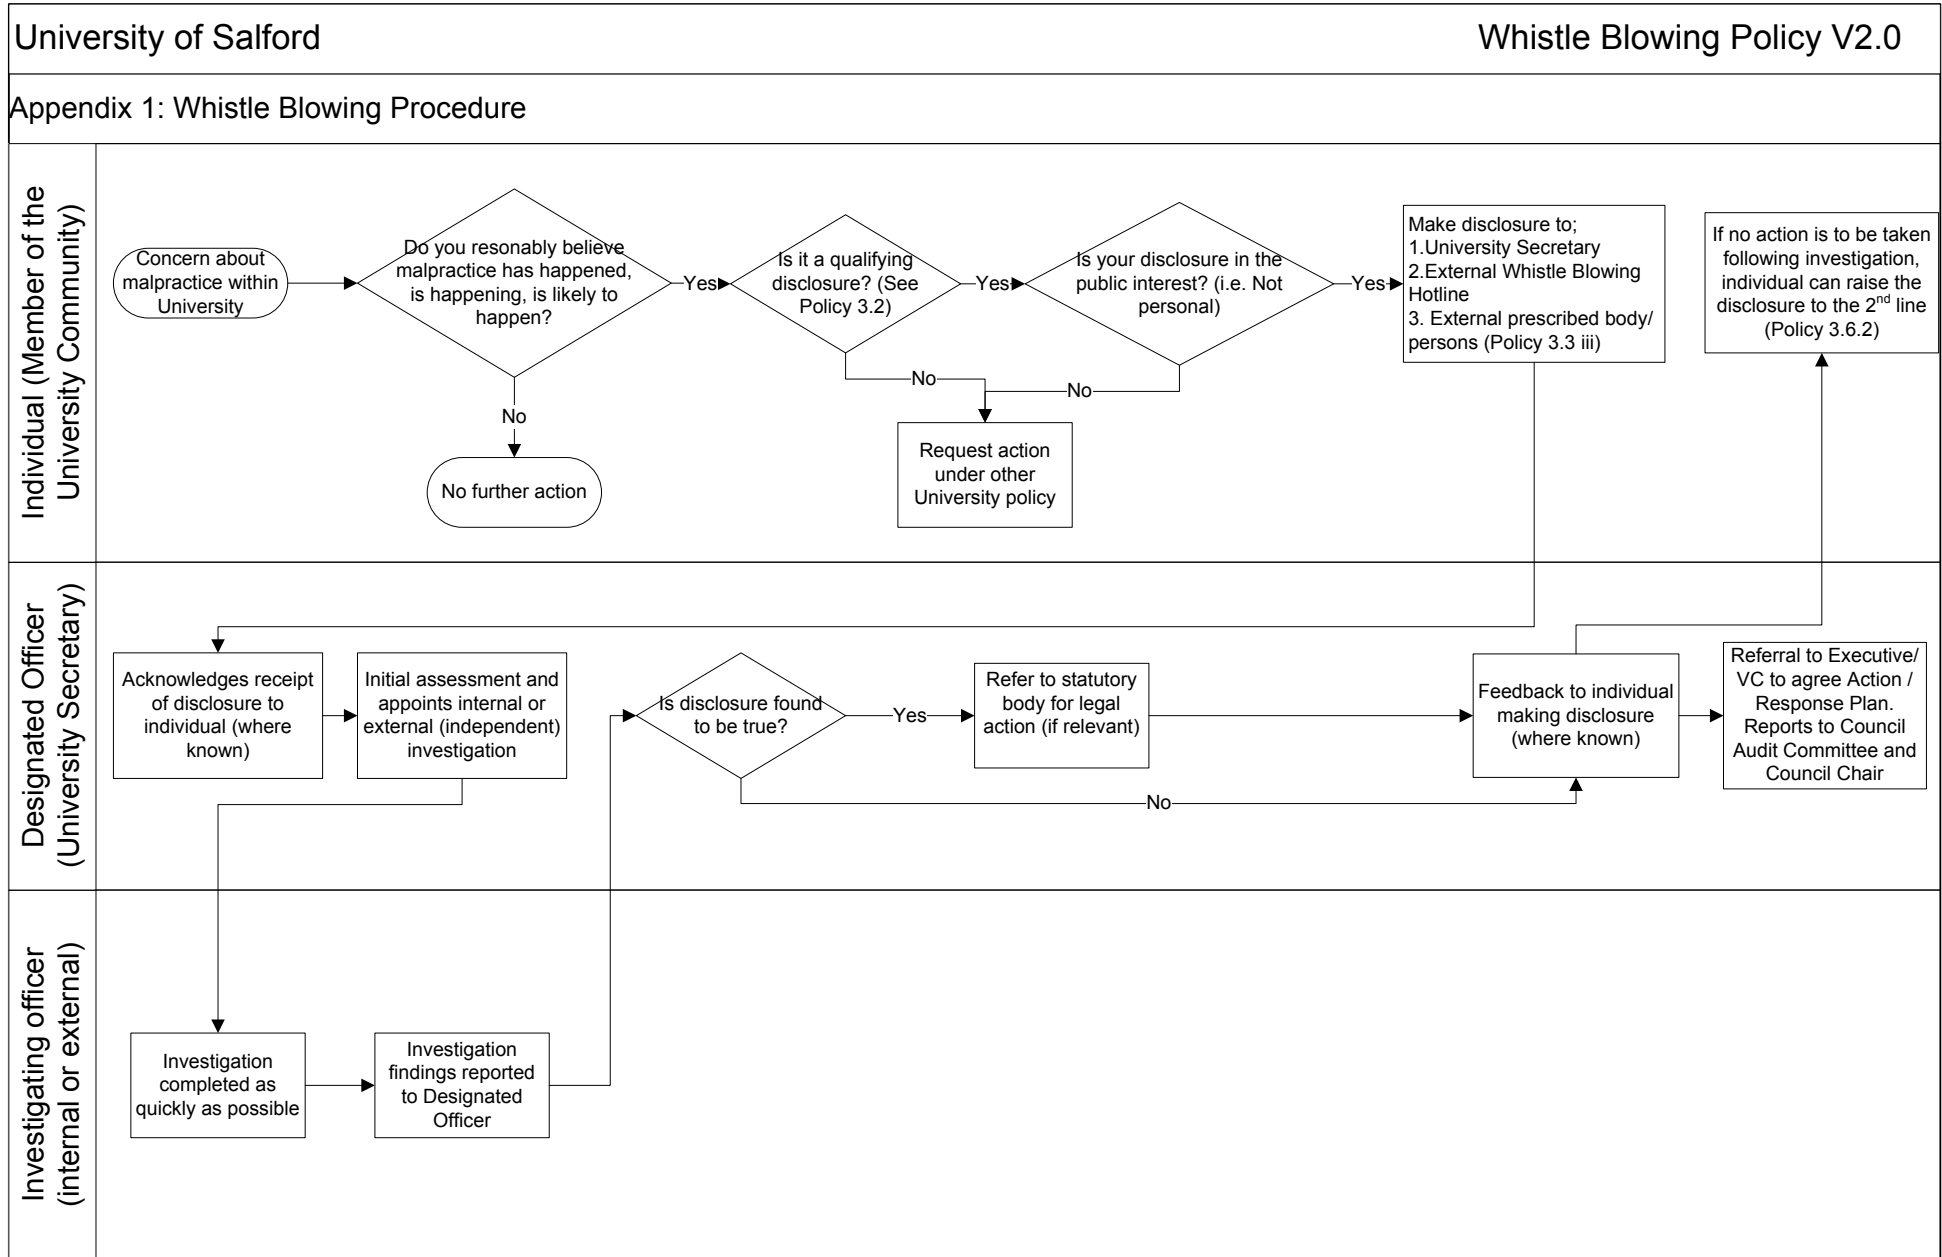 University of Salford
Whistle Blowing Policy V2.0
Appendix 1: Whistle Blowing Procedure
Individual (Member of the
University Community)
Concern about
malpractice within
University
Do you resonably believe
malpractice has happened,
is happening, is likely to
happen?
Yes
No
No further action
Is it a qualifying
disclosure? (See
Policy 3.2)
Yes
No
Is your disclosure in the
public interest? (i.e. Not
personal)
Yes
No
Request action
under other
University policy
Make disclosure to;
1.University Secretary
2.External Whistle Blowing
Hotline
3. External prescribed body/
persons (Policy 3.3 iii)
If no action is to be taken
following investigation,
individual can raise the
disclosure to the 2nd line
(Policy 3.6.2)
Designated Officer
(University Secretary)
Acknowledges receipt
of disclosure to
individual (where
known)
Initial assessment and
appoints internal or
external (independent)
investigation
Is disclosure found
to be true?
Yes
No
Refer to statutory
body for legal
action (if relevant)
Feedback to individual
making disclosure
(where known)
Referral to Executive/
VC to agree Action /
Response Plan.
Reports to Council
Audit Committee and
Council Chair
Investigating officer
(internal or external)
Investigation
completed as
quickly as possible
Investigation
findings reported
to Designated
Officer